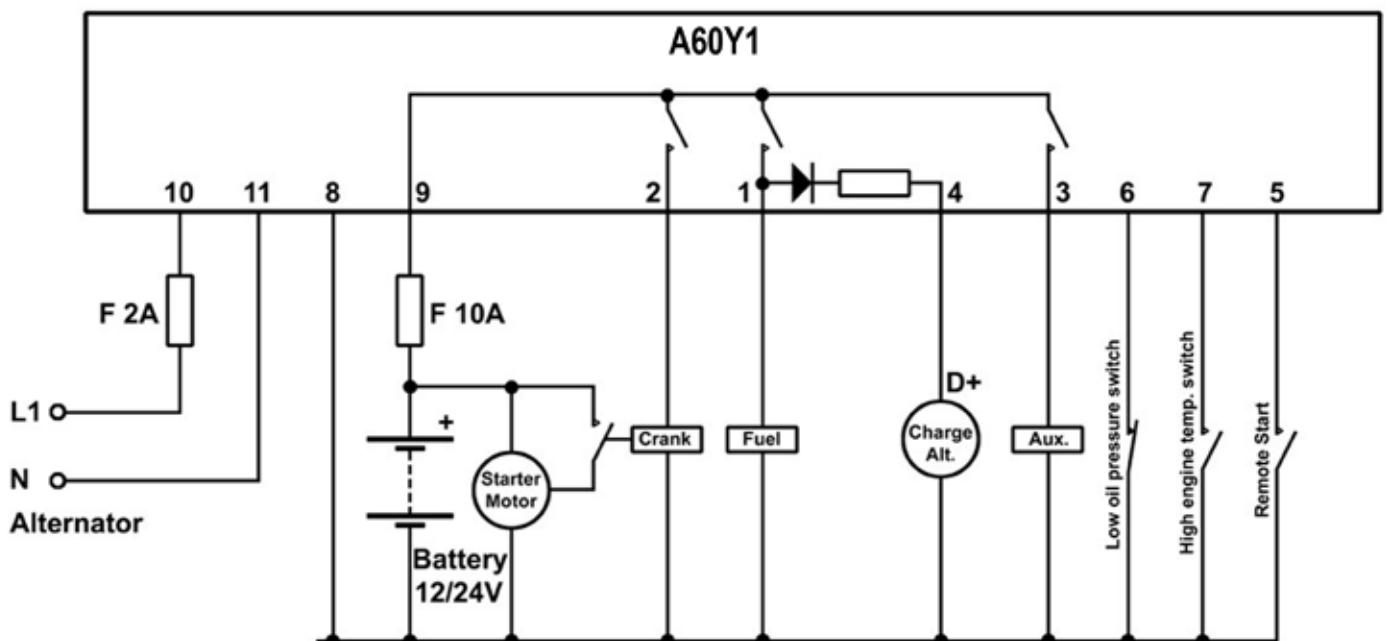 A60Y1
10 11 8 9 2 1 4 3 6 7 5
F 2A
F 10A
L1
N
Alternator
+
Battery
12/24V
Starter
Motor
Crank
Fuel
D+
Charge
Alt.
Aux.
Low oil pressure switch
High engine temp. switch
Remote Start